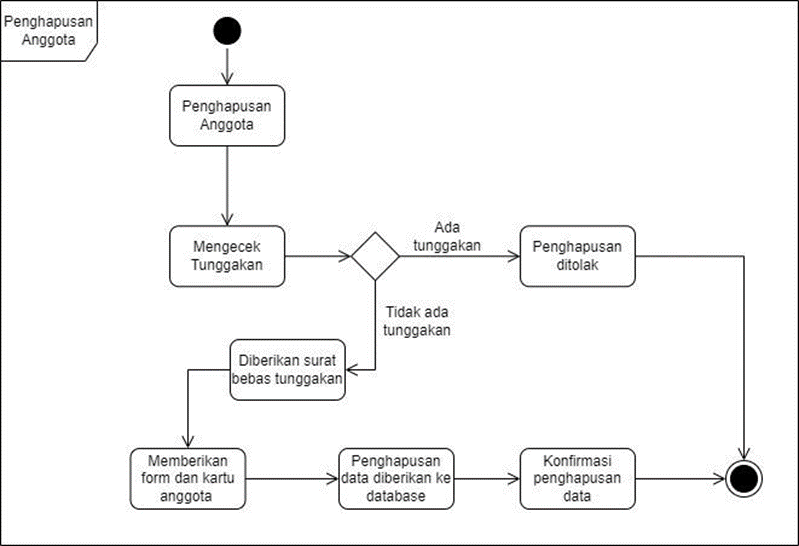 Penghapusan
Anggota
Penghapusan
Anggota
Mengecek
Tunggakan
Ada
tunggakan
Penghapusan
ditolak
Tidak ada
tunggakan
Diberikan surat
bebas tunggakan
Memberikan
form dan kartu
anggota
Penghapusan
data diberikan ke
database
Konfirmasi
penghapusan
data